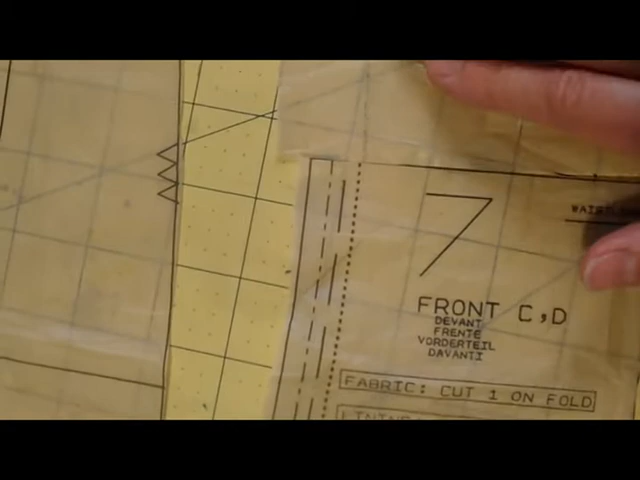 7
FRONT C,D
DEVANT
FRENTE
VORDERTEIL
DAVANTI
FABRIC: CUT 1 ON FOLD